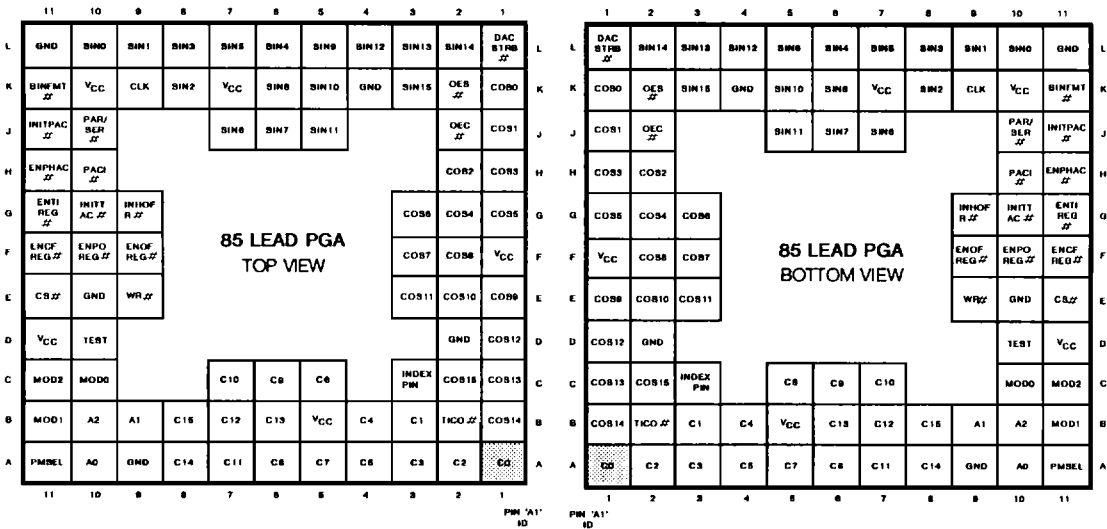 11 10 9 8 7 6 5 4 3 2 1
L GND SIN0 SIN1 SIN3 SIN5 SIN4 SIN9 SIN12 SIN13 SIN14 DAC STRB # L
K BINFMT # VCC CLK SIN2 VCC SIN8 SIN10 GND SIN15 OES # COS0 K
J INITPAC # PAR/ SER # SIN6 SIN7 SIN11 OEC # COS1 J
H ENPHAC # PACI # COS2 COS3 H
G ENTI REG # INITT AC # INHOF R # COS6 COS4 COS5 G
F ENCF REG # ENPO REG # ENOF REG # COS7 COS8 VCC F
E CS# GND WR# COS11 COS10 COS9 E
D VCC TEST GND COS12 D
C MOD2 MOD0 C10 C9 C8 INDEX PIN COS15 COS13 C
B MOD1 A2 A1 C15 C12 C13 VCC C4 C1 TICO # COS14 B
A PMSEL A0 GND C14 C11 C6 C7 C5 C3 C2 C0 A
11 10 9 8 7 6 5 4 3 2 1
85 LEAD PGA
TOP VIEW
PIN 'A1'
ID
1 2 3 4 5 6 7 8 9 10 11
L DAC STRB # SIN14 SIN13 SIN12 SIN9 SIN4 SIN5 SIN3 SIN1 SIN0 GND L
K COS0 OES # SIN15 GND SIN10 SIN8 VCC SIN2 CLK VCC BINFMT # K
J COS1 OEC # SIN11 SIN7 SIN6 PAR/ SER # INITPAC # J
H COS3 COS2 PACI # ENPHAC # H
G COS5 COS4 COS6 INHOF R # INITT AC # ENTI REG # G
F VCC COS8 COS7 ENOF REG # ENPO REG # ENCF REG # F
E COS9 COS10 COS11 WR# GND CS# E
D COS12 GND TEST VCC D
C COS13 COS15 INDEX PIN C8 C9 C10 MOD0 MOD2 C
B COS14 TICO # C1 C4 VCC C13 C12 C15 A1 A2 MOD1 B
A C0 C2 C3 C5 C7 C6 C11 C14 GND A0 PMSEL A
1 2 3 4 5 6 7 8 9 10 11
85 LEAD PGA
BOTTOM VIEW
PIN 'A1'
ID